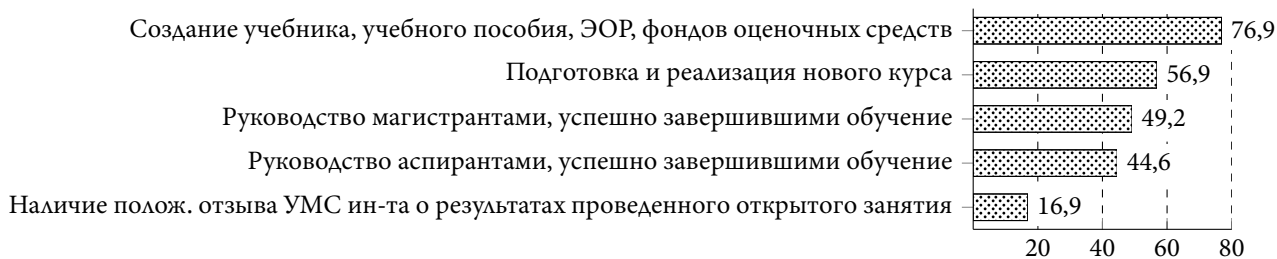 Создание учебника, учебного пособия, ЭОР, фондов оценочных средств 76,9
Подготовка и реализация нового курса 56,9
Руководство магистрантами, успешно завершившими обучение 49,2
Руководство аспирантами, успешно завершившими обучение 44,6
Наличие полож. отзыва УМС ин-та о результатах проведенного открытого занятия 16,9
20 40 60 80